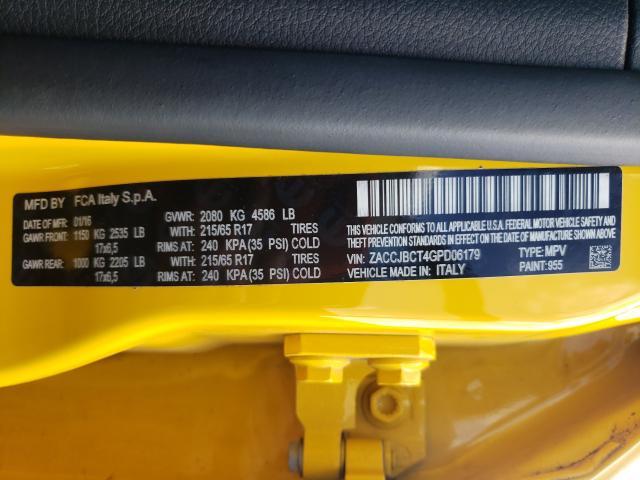 MFD BY FCA Italy S.p.A.
DATE OF MFD: 01/16 GVWR: 2080 KG 4586 LB
GAWR FRONT: 1150 KG 2535 LB WITH: 215/65 R17 TIRES
17x6,5 RIMS AT: 240 KPA(35 PSI) COLD
GAWR REAR: 1000 KG 2205 LB WITH: 215/65 R17 TIRES
17x6,5 RIMS AT: 240 KPA(35 PSI) COLD
THIS VEHICLE CONFORMS TO ALL APPLICABLE U.S.A. FEDERAL MOTOR VEHICLE SAFETY
AND BUMPER STANDARDS IN EFFECT ON THE DATE OF MANUFACTURE SHOWN ABOVE.
VIN: ZACCJBCT4GPD06179 TYPE: MPV
VEHICLE MADE IN: ITALY PAINT: 955